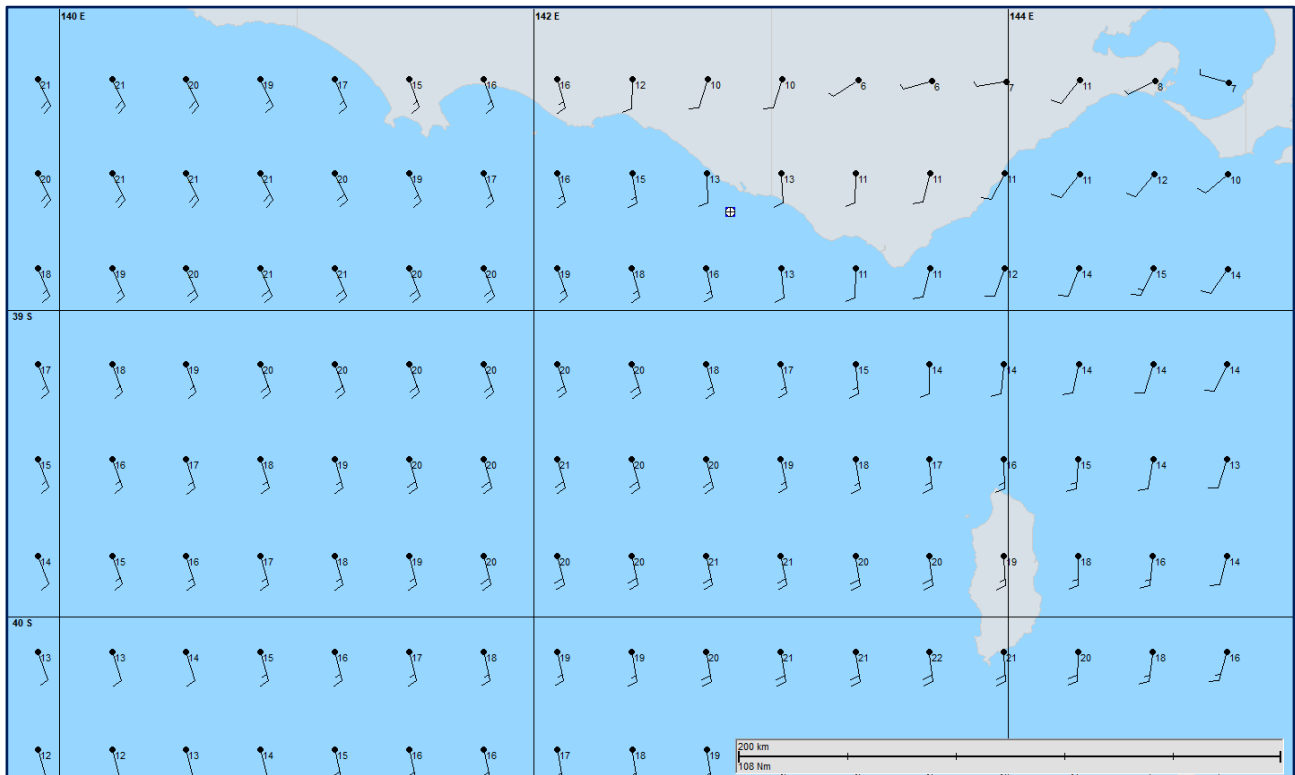 140 E 142 E 144 E
21 21 20 19 17 15 16 16 12 10 10 6 6 7 11 8 7
20 21 21 21 20 19 17 16 15 13 13 11 11 11 11 12 10
18 19 20 21 21 20 20 19 18 16 13 11 11 12 14 15 14
39 S
17 18 19 20 20 20 20 20 20 18 17 15 14 14 14 14 14
15 16 17 18 19 20 20 21 20 20 19 18 17 16 15 14 13
14 15 16 17 18 19 20 20 20 21 21 20 20 19 18 16 14
40 S
13 13 14 15 16 17 18 19 19 20 21 21 22 21 20 18 16
12 12 13 14 15 16 16 17 18 19
200 km
108 Nm